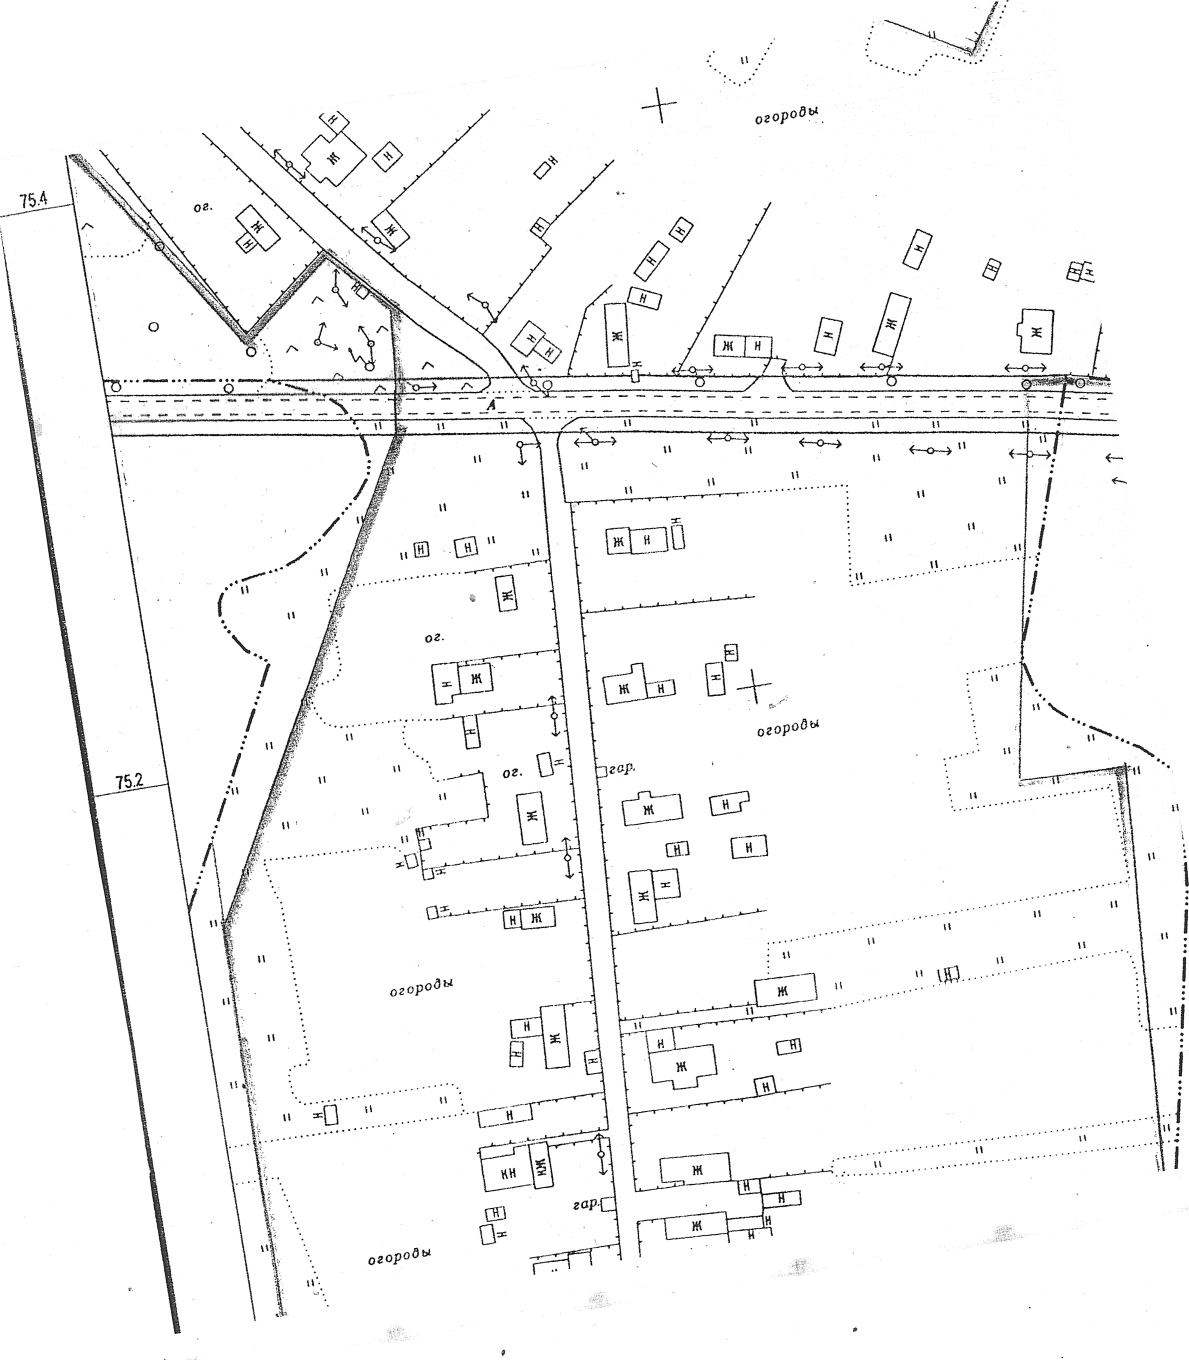 огороды
Н
Ж
Н
75.4
ог.
Ж
Н
Ж
Н
Н
Н
Н
Н
Н
Н
Н
Н
Н
Н
Н
Ж
Ж
Ж
Н
Н
Н
Ж
Ж
Н
Н
А
Н
Ж
Н
Н
Н
Ж
ог.
Н
Ж
Н
Ж
Н
Н
огороды
Н
75.2
ог.
Н
гар.
Ж
Ж
Н
Н
Н
Н
Н
Ж
Н
Н
Н
Ж
огороды
Ж
Н
Н
Ж
Н
Н
Н
Ж
Н
Н
Н
Н
КН
КЖ
Ж
Н
Н
гар.
Н
Н
Ж
Н
Н
огороды